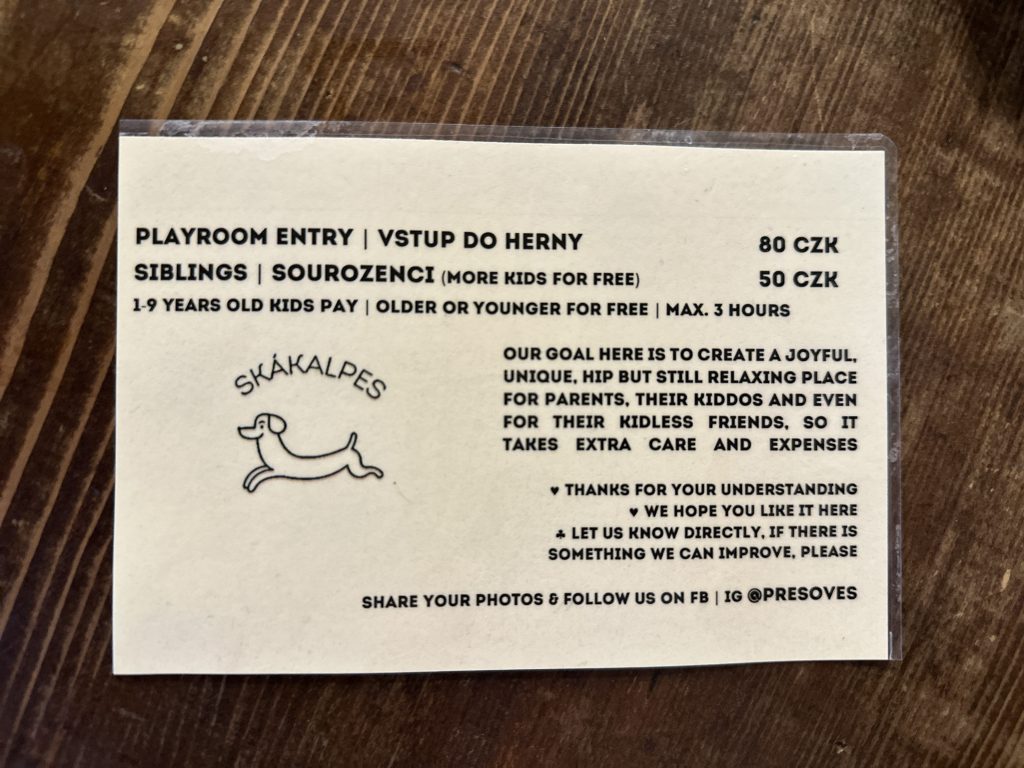 PLAYROOM ENTRY | VSTUP DO HERNY 80 CZK
SIBLINGS | SOUROZENCI (MORE KIDS FOR FREE) 50 CZK
1-9 YEARS OLD KIDS PAY | OLDER OR YOUNGER FOR FREE | MAX. 3 HOURS
SKÁKALPES
OUR GOAL HERE IS TO CREATE A JOYFUL,
UNIQUE, HIP BUT STILL RELAXING PLACE
FOR PARENTS, THEIR KIDDOS AND EVEN
FOR THEIR KIDLESS FRIENDS, SO IT
TAKES EXTRA CARE AND EXPENSES
♥ THANKS FOR YOUR UNDERSTANDING
♥ WE HOPE YOU LIKE IT HERE
♣ LET US KNOW DIRECTLY, IF THERE IS
SOMETHING WE CAN IMPROVE, PLEASE
SHARE YOUR PHOTOS & FOLLOW US ON FB | IG @PRESOVES